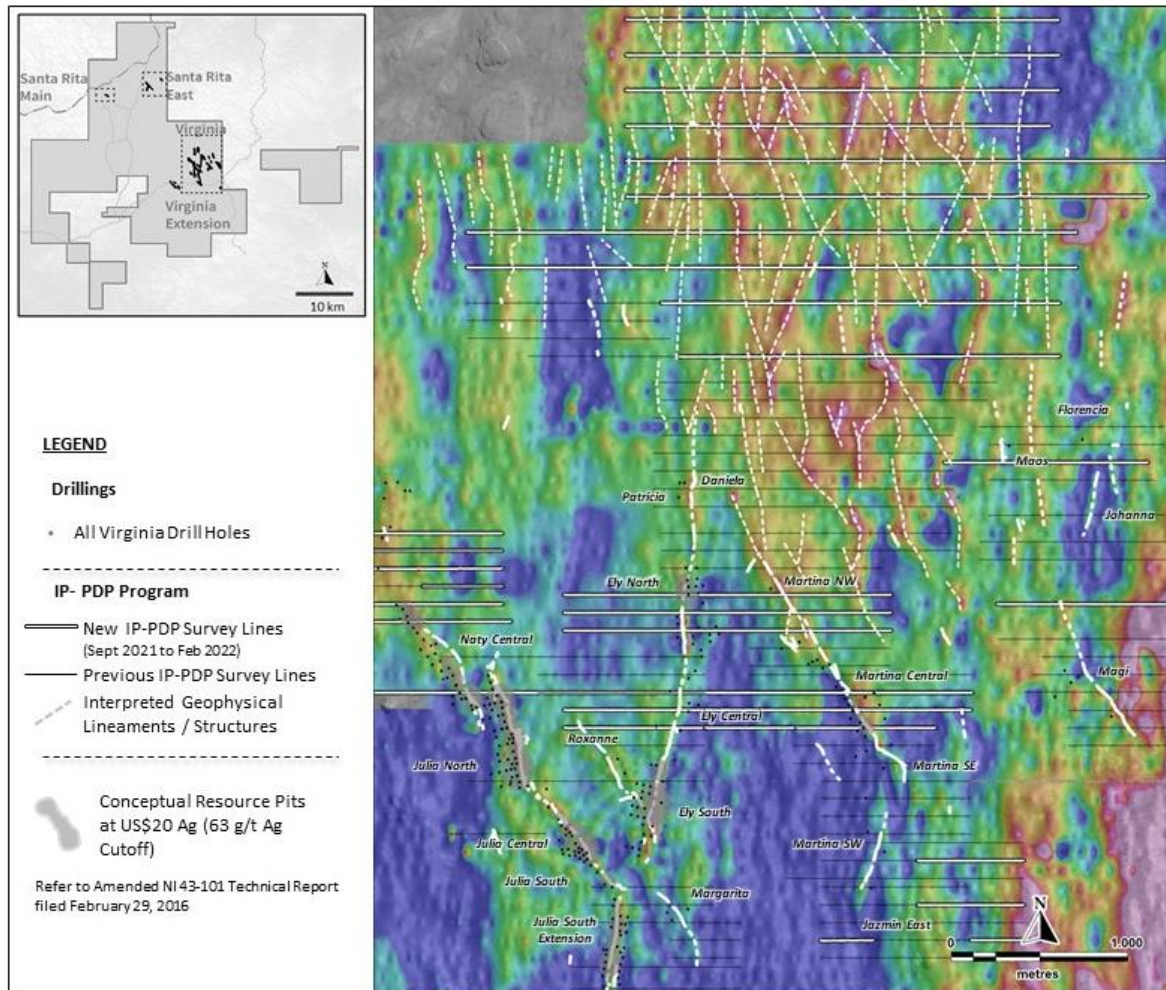 Santa Rita
Main
Santa Rita
East
Virginia
Virginia
Extension
N
10 km
LEGEND
Drillings
All Virginia Drill Holes
IP- PDP Program
New IP-PDP Survey Lines
(Sept 2021 to Feb 2022)
Previous IP-PDP Survey Lines
Interpreted Geophysical
Lineaments / Structures
Conceptual Resource Pits
at US$20 Ag (63 g/t Ag
Cutoff)
Refer to Amended NI 43-101 Technical Report
filed February 29, 2016
Florencia
Maos
Daniela
Patricia
Johanna
Ely North
Martina NW
Naty Central
Martina Central
Magi
Ely Central
Roxanne
Julia North
Martina SE
Ely South
Julia Central
Martina SW
Julia South
Margarita
Julia South
Extension
Jazmin East
N
0
1.000
metres